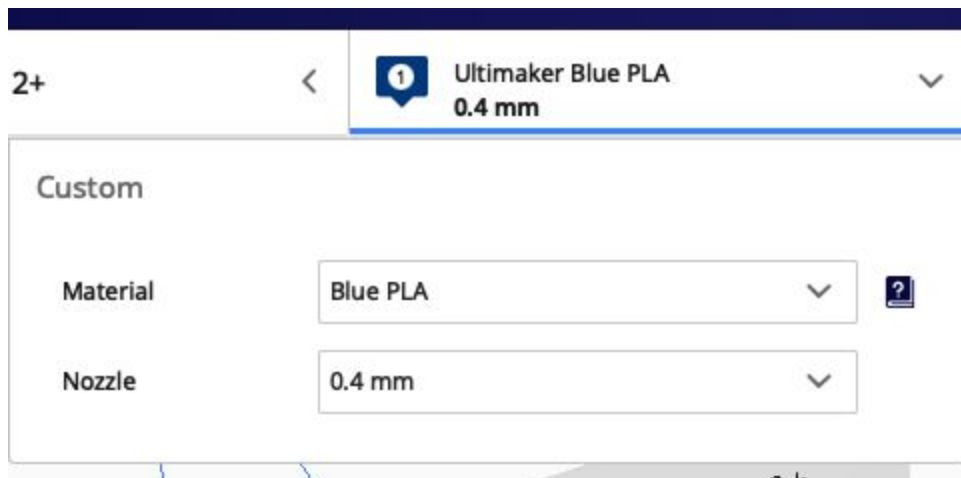 2+
1
Ultimaker Blue PLA
0.4 mm
Custom
Material
Blue PLA
?
Nozzle
0.4 mm